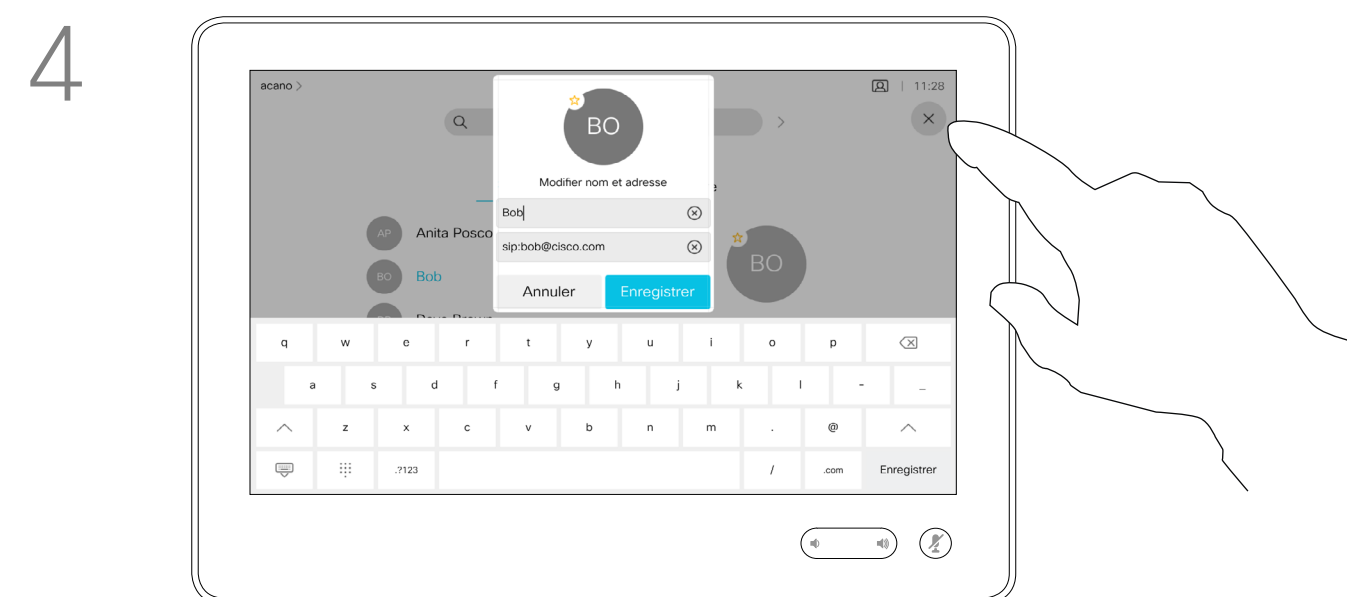 4
acano >
11:28
BO
Modifier nom et adresse
Bob
sip:bob@cisco.com
Annuler Enregistrer
AP Anita Posco
BO Bob
BO
q w e r t y u i o p
a s d f g h j k l - _
z x c v b n m . @
.?123 / .com Enregistrer